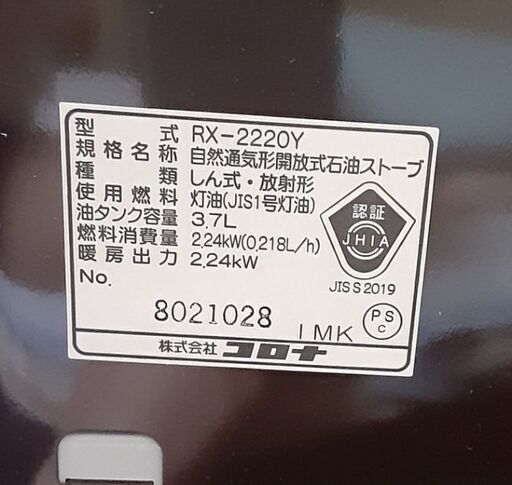 型式 RX-2220Y
規格名称 自然通気形開放式石油ストーブ
種類 しん式・放射形
使用燃料 灯油(JIS1号灯油)
油タンク容量 3.7L
燃料消費量 2.24kW(0.218L/h)
暖房出力 2.24kW
No.
認証
JHIA
JIS S 2019
8021028 IMK
PS
C
株式会社 コロナ